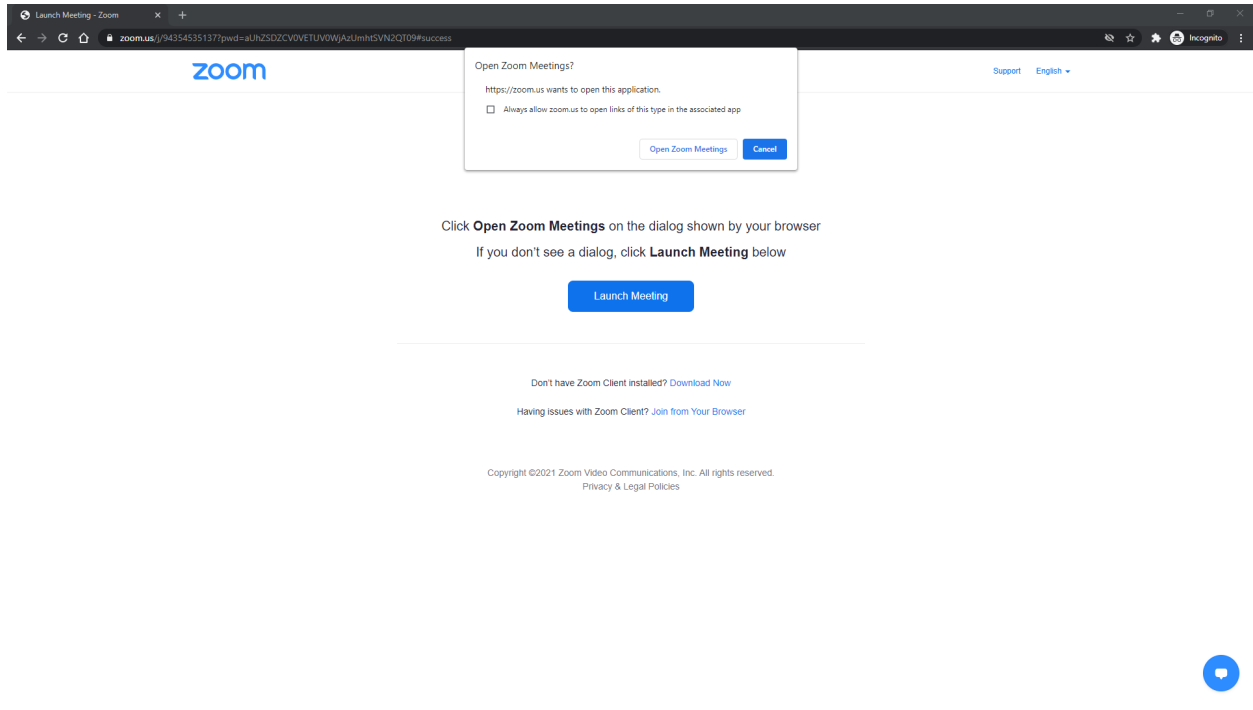 Launch Meeting - Zoom
zoom.us/j/94354535137?pwd=aUhZSDZCV0VETUV0WjAzUmhtSVN2QT09#success
Incognito
zoom
Support English
Open Zoom Meetings?
https://zoom.us wants to open this application.
Always allow zoom.us to open links of this type in the associated app
Open Zoom Meetings Cancel
Click Open Zoom Meetings on the dialog shown by your browser
If you don't see a dialog, click Launch Meeting below
Launch Meeting
Don't have Zoom Client installed? Download Now
Having issues with Zoom Client? Join from Your Browser
Copyright ©2021 Zoom Video Communications, Inc. All rights reserved.
Privacy & Legal Policies